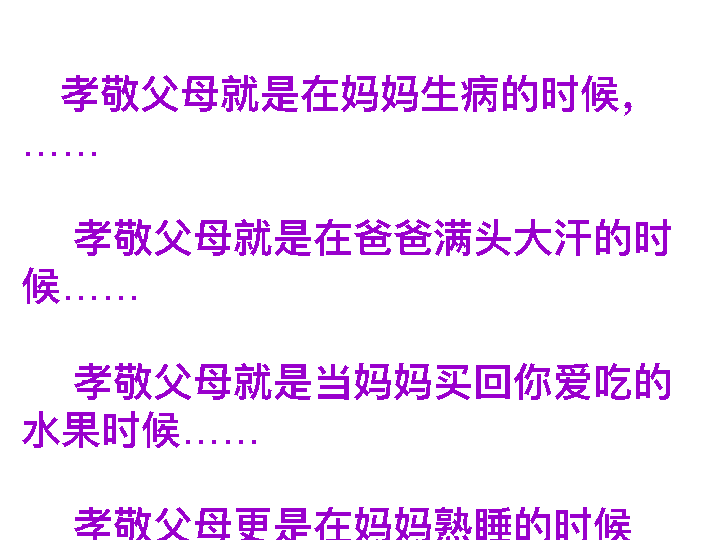 孝敬父母就是在妈妈生病的时候，
……
孝敬父母就是在爸爸满头大汗的时
候……
孝敬父母就是当妈妈买回你爱吃的
水果时候……
孝敬父母更是在妈妈熟睡的时候